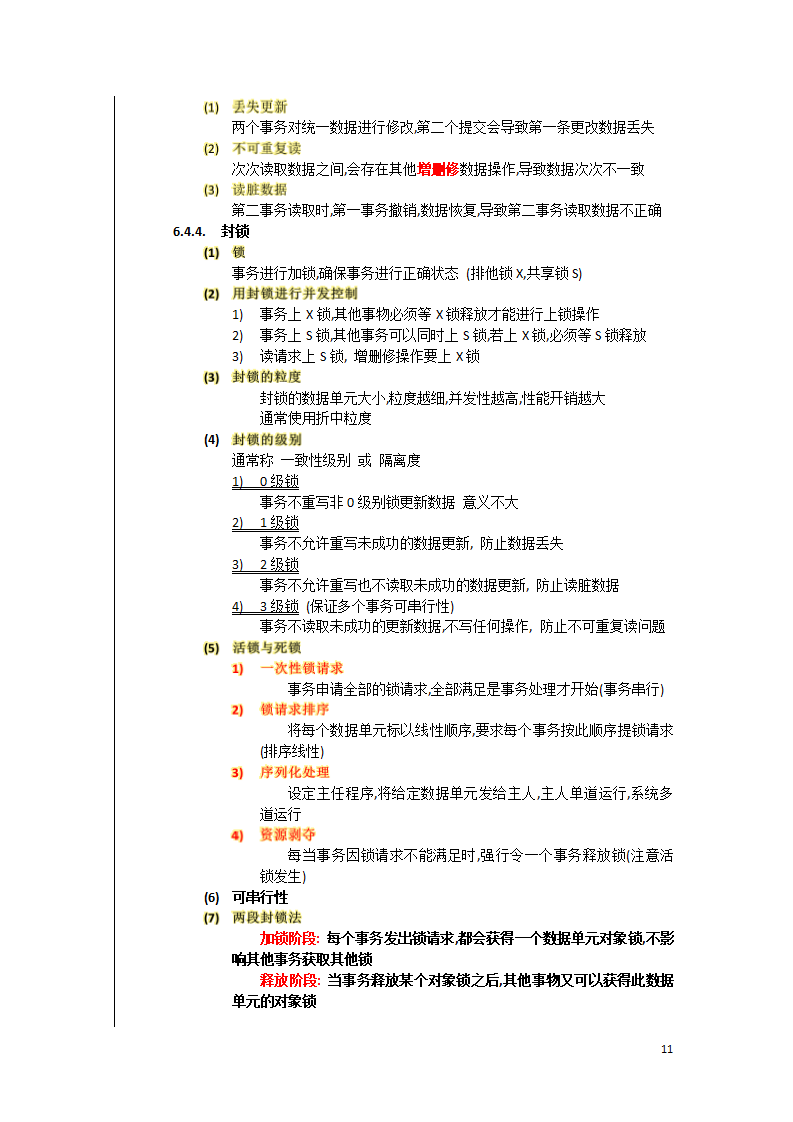 (1) 丢失更新
两个事务对统一数据进行修改,第二个提交会导致第一条更改数据丢失
(2) 不可重复读
次次读取数据之间,会存在其他增删修数据操作,导致数据次次不一致
(3) 读脏数据
第二事务读取时,第一事务撤销,数据恢复,导致第二事务读取数据不正确
6.4.4. 封锁
(1) 锁
事务进行加锁,确保事务进行正确状态 (排他锁 X,共享锁 S)
(2) 用封锁进行并发控制
1) 事务上 X 锁,其他事物必须等 X 锁释放才能进行上锁操作
2) 事务上 S 锁,其他事务可以同时上 S 锁,若上 X 锁,必须等 S 锁释放
3) 读请求上 S 锁, 增删修操作要上 X 锁
(3) 封锁的粒度
封锁的数据单元大小,粒度越细,并发性越高,性能开销越大
通常使用折中粒度
(4) 封锁的级别
通常称 一致性级别 或 隔离度
1) 0 级锁
事务不重写非 0 级别锁更新数据 意义不大
2) 1 级锁
事务不允许重写未成功的数据更新, 防止数据丢失
3) 2 级锁
事务不允许重写也不读取未成功的数据更新, 防止读脏数据
4) 3 级锁 (保证多个事务可串行性)
事务不读取未成功的更新数据,不写任何操作, 防止不可重复读问题
(5) 活锁与死锁
1) 一次性锁请求
事务申请全部的锁请求,全部满足是事务处理才开始(事务串行)
2) 锁请求排序
将每个数据单元标以线性顺序,要求每个事务按此顺序提锁请求
(排序线性)
3) 序列化处理
设定主任程序,将给定数据单元发给主人,主人单道运行,系统多
道运行
4) 资源剥夺
每当事务因锁请求不能满足时,强行令一个事务释放锁(注意活
锁发生)
(6) 可串行性
(7) 两段封锁法
加锁阶段: 每个事务发出锁请求,都会获得一个数据单元对象锁,不影
响其他事务获取其他锁
释放阶段: 当事务释放某个对象锁之后,其他事物又可以获得此数据
单元的对象锁
11